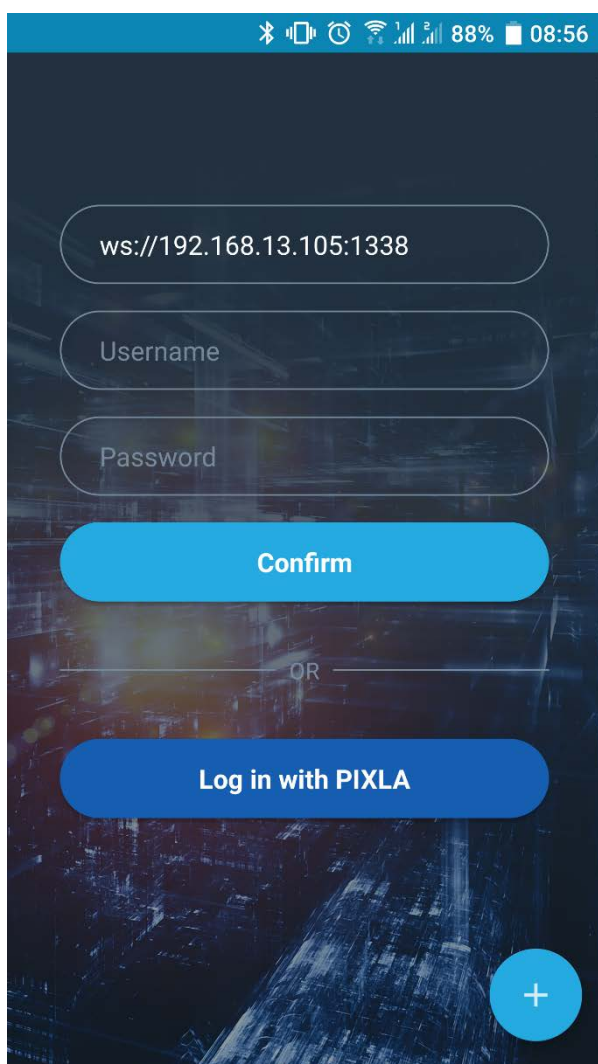 88% 08:56
ws://192.168.13.105:1338
Username
Password
Confirm
OR
Log in with PIXLA
+